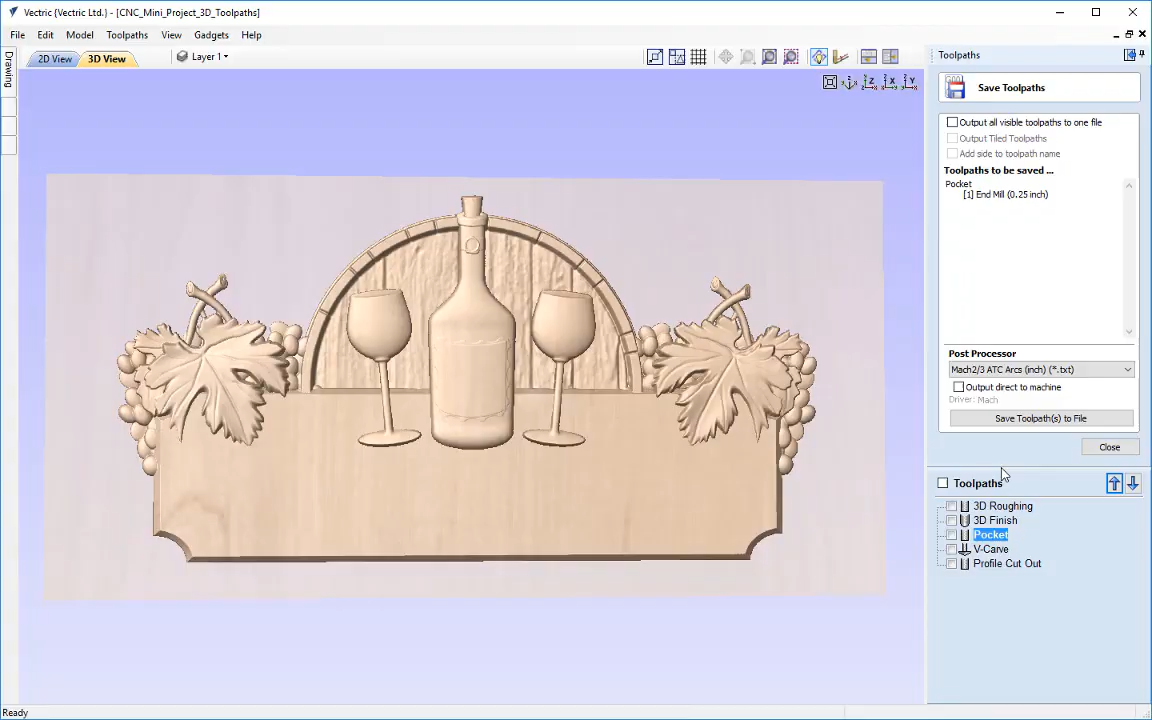 Vectric {Vectric Ltd.} - [CNC_Mini_Project_3D_Toolpaths]
File Edit Model Toolpaths View Gadgets Help
Drawing
2D View 3D View Layer 1
Z X Y
Toolpaths
Save Toolpaths
Output all visible toolpaths to one file
Output Tiled Toolpaths
Add side to toolpath name
Toolpaths to be saved ...
Pocket
[1] End Mill (0.25 inch)
Post Processor
Mach2/3 ATC Arcs (inch) (*.txt)
Output direct to machine
Driver: Mach
Save Toolpath(s) to File
Close
Toolpaths
3D Roughing
3D Finish
Pocket
V-Carve
Profile Cut Out
Ready